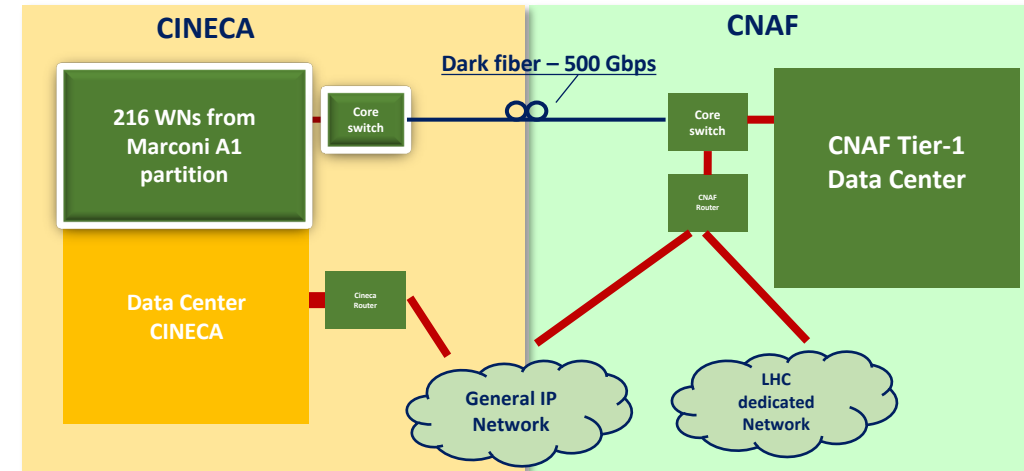 CINECA
CNAF
Dark fiber – 500 Gbps
216 WNs from
Marconi A1
partition
Core
switch
Core
switch
CNAF Tier-1
Data Center
CNAF
Router
Data Center
CINECA
Cineca
Router
General IP
Network
LHC
dedicated
Network